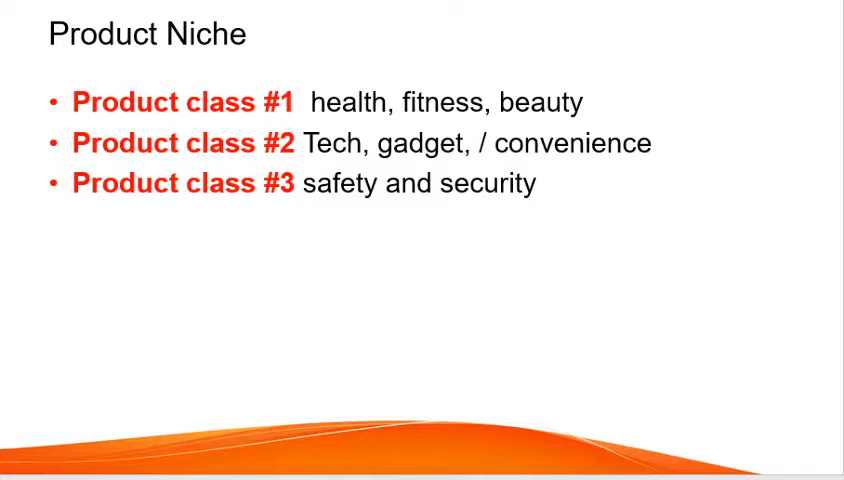 Product Niche
• Product class #1  health, fitness, beauty
• Product class #2 Tech, gadget, / convenience
• Product class #3 safety and security